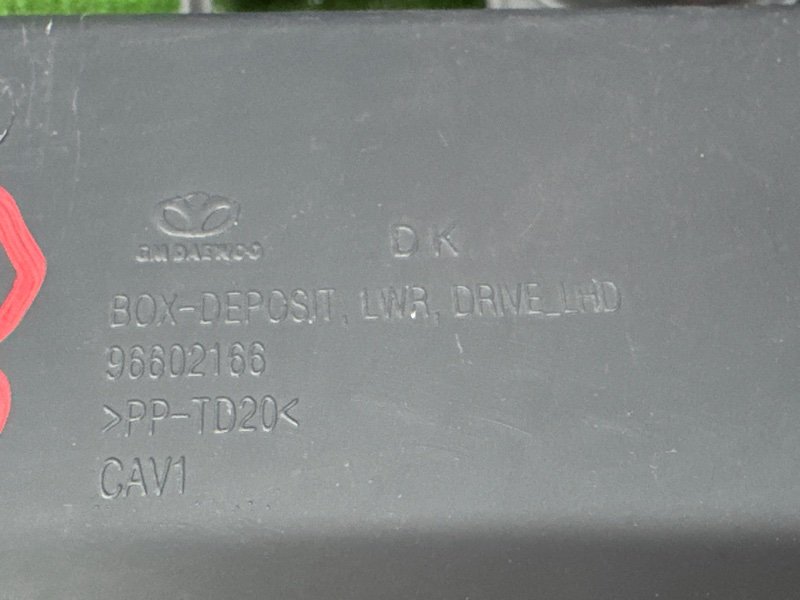 GM DAEWOO DK
BOX-DEPOSIT, LWR, DRIVE_LHD
96602166
>PP-TD20<
CAV1